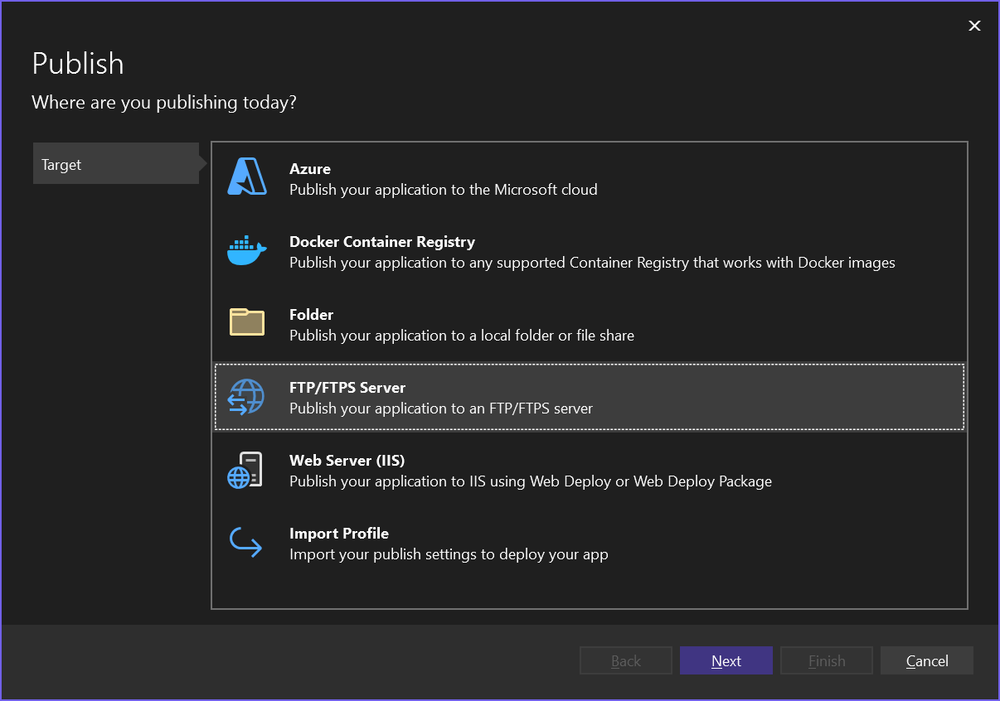 Publish
Where are you publishing today?
Target
Azure
Publish your application to the Microsoft cloud
Docker Container Registry
Publish your application to any supported Container Registry that works with Docker images
Folder
Publish your application to a local folder or file share
FTP/FTPS Server
Publish your application to an FTP/FTPS server
Web Server (IIS)
Publish your application to IIS using Web Deploy or Web Deploy Package
Import Profile
Import your publish settings to deploy your app
Back Next Finish Cancel